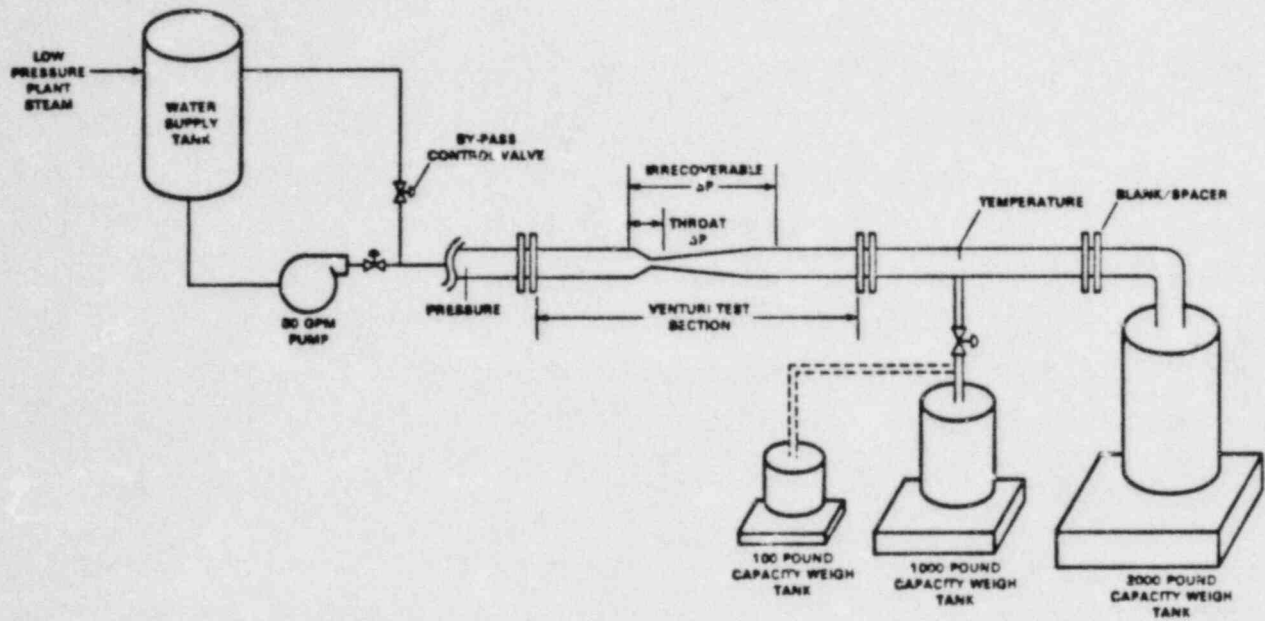 LOW
PRESSURE
PLANT
STEAM
WATER
SUPPLY
TANK
BY-PASS
CONTROL VALVE
IRRECOVERABLE
ΔP
THROAT
ΔP
TEMPERATURE
BLANK/SPACER
PRESSURE
VENTURI TEST
SECTION
GPM
PUMP
100 POUND
CAPACITY WEIGH
TANK
1000 POUND
CAPACITY WEIGH
TANK
2000 POUND
CAPACITY WEIGH
TANK